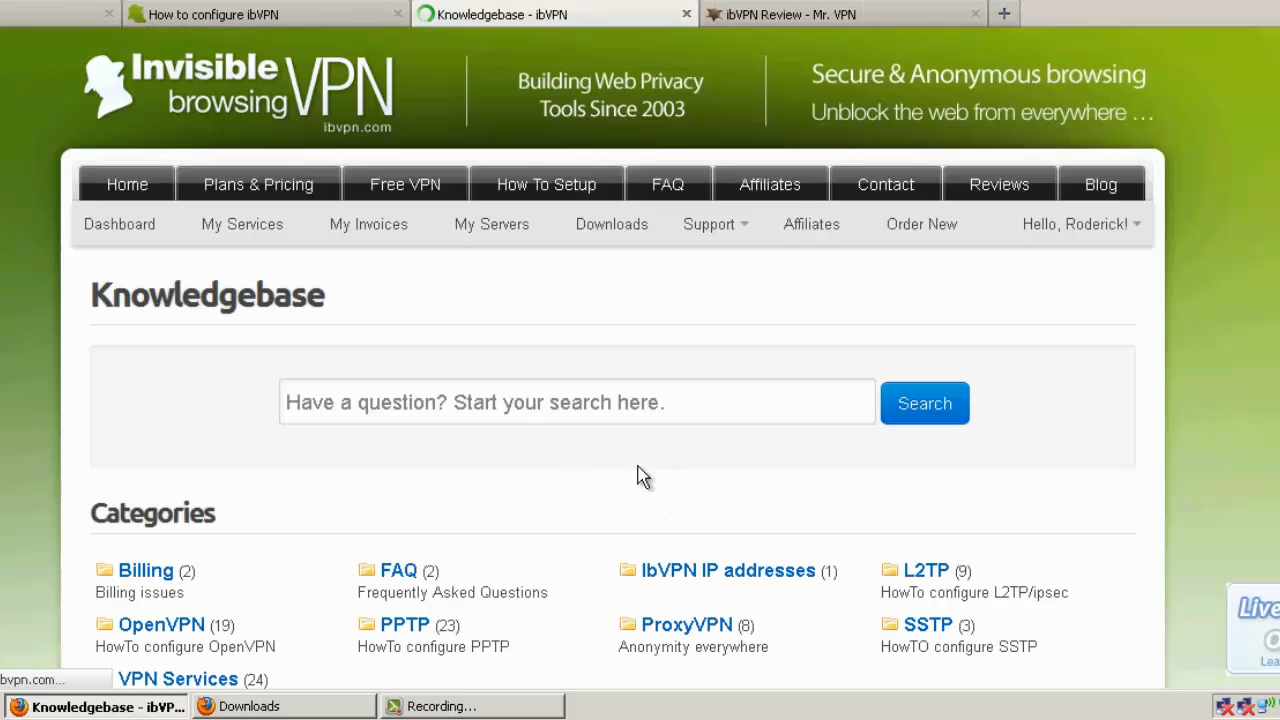 How to configure ibVPN
Knowledgebase - ibVPN
ibVPN Review - Mr. VPN
Invisible
browsing VPN
ibvpn.com
Building Web Privacy
Tools Since 2003
Secure & Anonymous browsing
Unblock the web from everywhere ...
Home Plans & Pricing Free VPN How To Setup FAQ Affiliates Contact Reviews Blog
Dashboard My Services My Invoices My Servers Downloads Support Affiliates Order New Hello, Roderick!
Knowledgebase
Have a question? Start your search here.
Search
Categories
Billing (2) FAQ (2) IbVPN IP addresses (1) L2TP (9)
Billing issues Frequently Asked Questions HowTo configure L2TP/ipsec
OpenVPN (19) PPTP (23) ProxyVPN (8) SSTP (3)
HowTo configure OpenVPN HowTo configure PPTP Anonymity everywhere HowTO configure SSTP
VPN Services (24)
bvpn.com...
Live
Knowledgebase - ibVP... Downloads Recording...